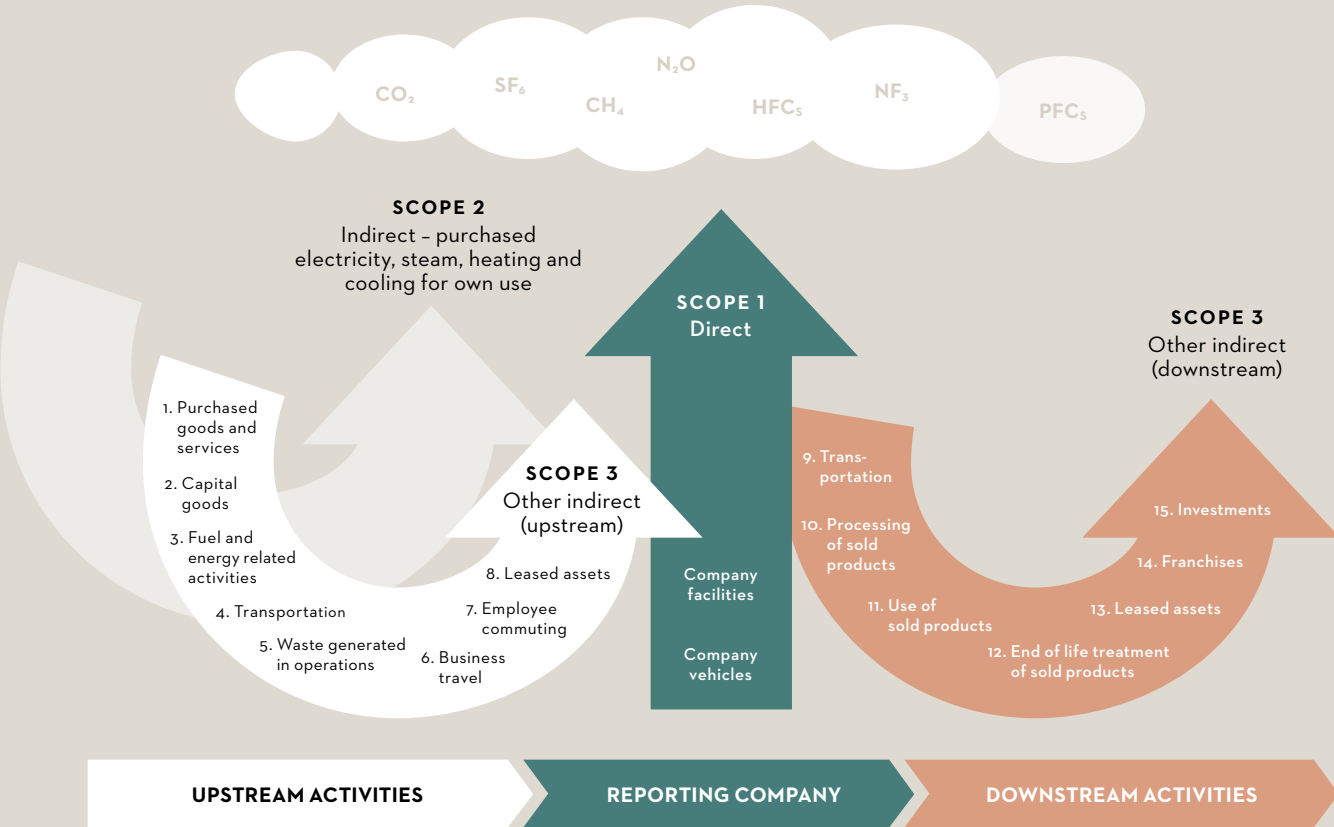 CO₂
SF₆
CH₄
N₂O
HFCS
NF₃
PFCS
SCOPE 2
Indirect – purchased
electricity, steam, heating and
cooling for own use
SCOPE 1
Direct
SCOPE 3
Other indirect
(downstream)
1. Purchased
goods and
services
2. Capital
goods
3. Fuel and
energy related
activities
4. Transportation
5. Waste generated
in operations
6. Business
travel
7. Employee
commuting
8. Leased assets
SCOPE 3
Other indirect
(upstream)
Company
facilities
Company
vehicles
9. Trans-
portation
10. Processing
of sold
products
11. Use of
sold products
12. End of life treatment
of sold products
13. Leased assets
14. Franchises
15. Investments
UPSTREAM ACTIVITIES
REPORTING COMPANY
DOWNSTREAM ACTIVITIES